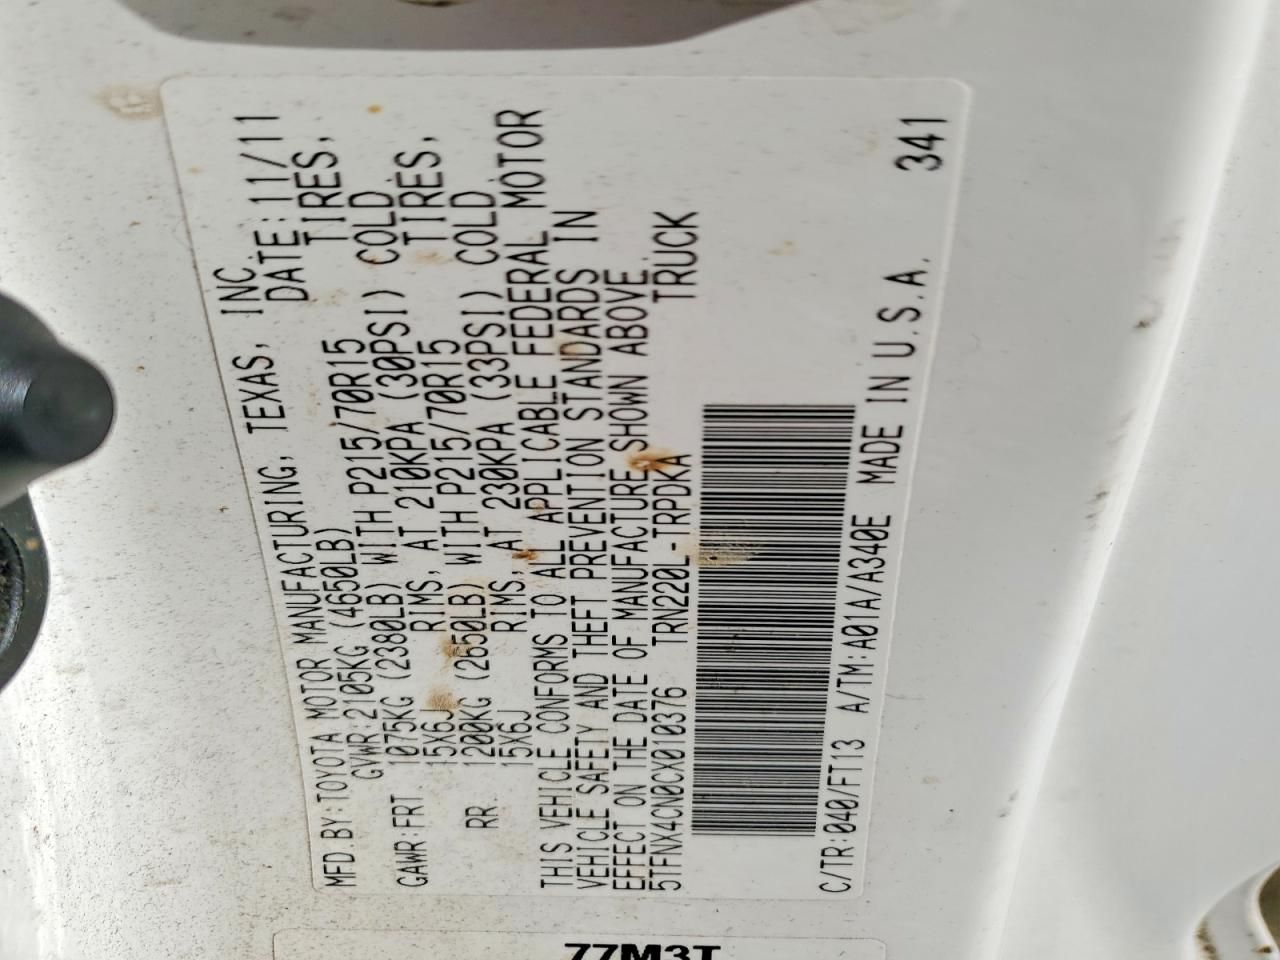 MFD.BY:TOYOTA MOTOR MANUFACTURING, TEXAS, INC.
GVWR:2105KG (4650LB) DATE:11/11
GAWR:FRT. 1075KG (2380LB) WITH P215/70R15 TIRES,
15X6J RIMS, AT 210KPA (30PSI) COLD
RR. 1200KG (2650LB) WITH P215/70R15 TIRES,
15X6J RIMS, AT 230KPA (33PSI) COLD
THIS VEHICLE CONFORMS TO ALL APPLICABLE FEDERAL MOTOR
VEHICLE SAFETY AND THEFT PREVENTION STANDARDS IN
EFFECT ON THE DATE OF MANUFACTURE SHOWN ABOVE.
5TFNX4CN0CX010376 TRN220L-TRPDKA TRUCK
C/TR:040/FT13 A/TM:A01A/A340E MADE IN U.S.A. 341
77M3T